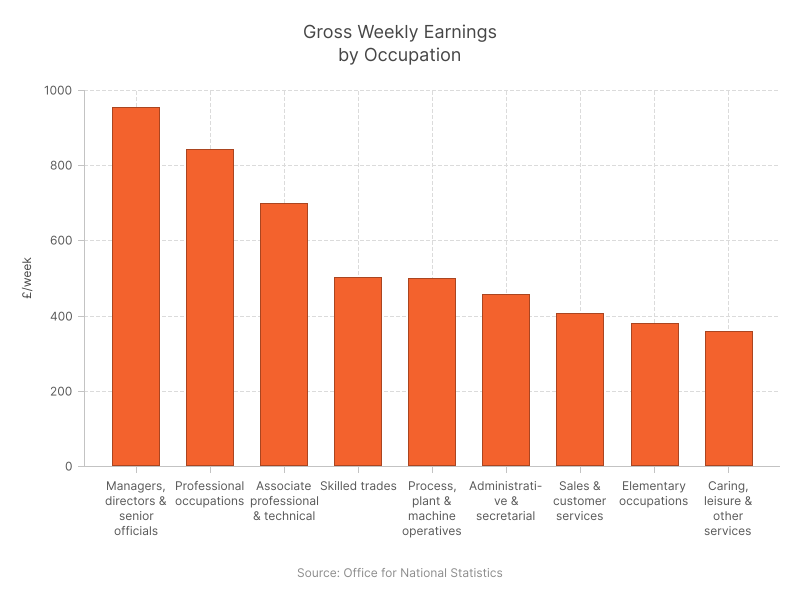 Gross Weekly Earnings
by Occupation
1000
800
600
400
200
0
£/week
Managers,
directors &
senior
officials
Professional
occupations
Associate
professional
& technical
Skilled trades
Process,
plant &
machine
operatives
Administrati-
ve &
secretarial
Sales &
customer
services
Elementary
occupations
Caring,
leisure &
other
services
Source: Office for National Statistics